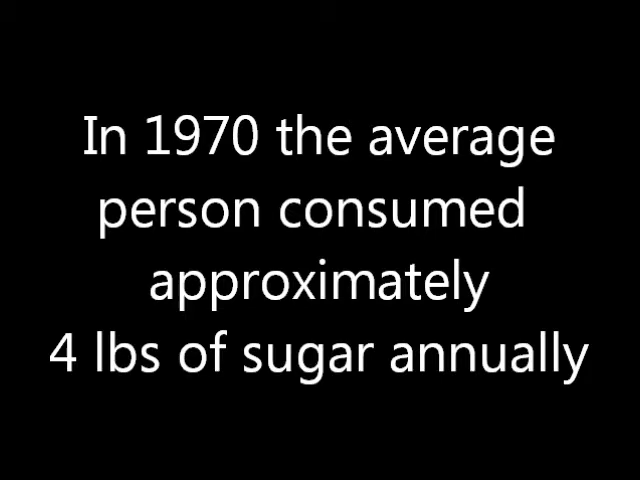 In 1970 the average
person consumed
approximately
4 lbs of sugar annually